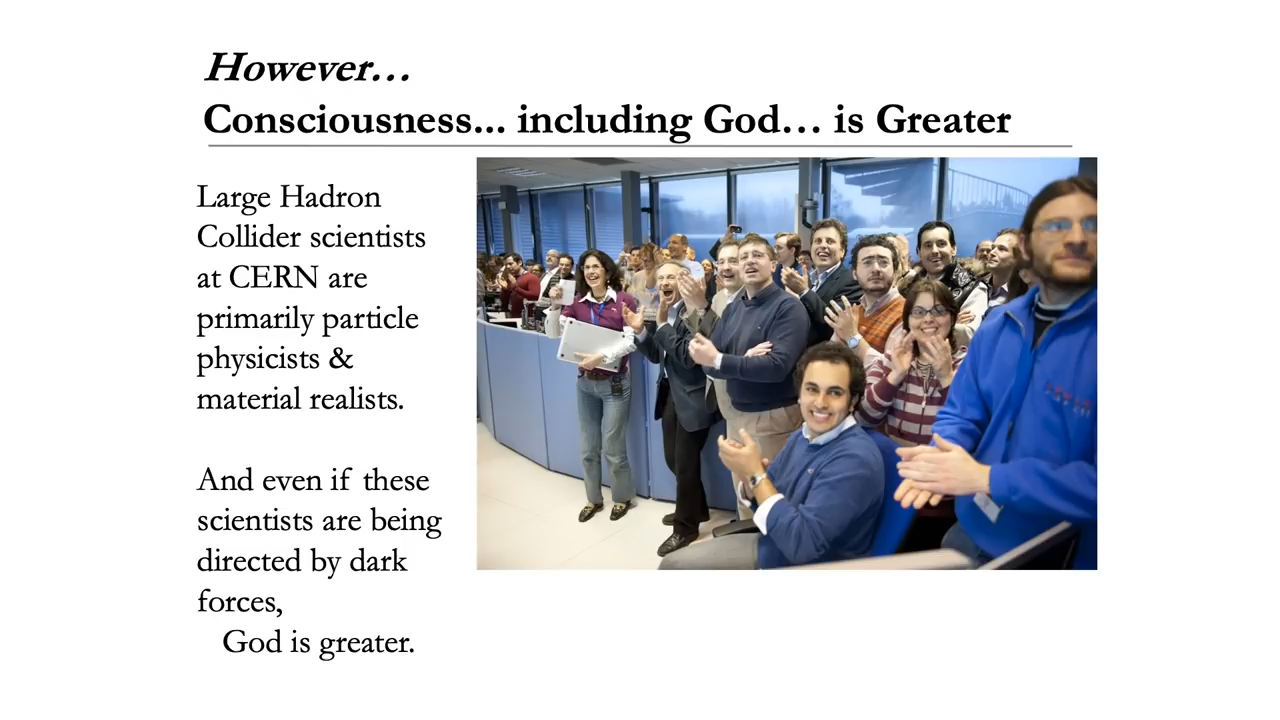 However…
Consciousness... including God… is Greater
Large Hadron
Collider scientists
at CERN are
primarily particle
physicists &
material realists.
And even if these
scientists are being
directed by dark
forces,
God is greater.